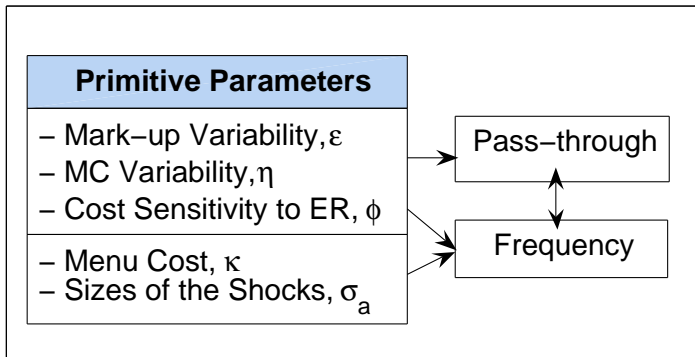 Primitive Parameters
– Mark–up Variability, ε
– MC Variability, η
– Cost Sensitivity to ER, ϕ
– Menu Cost, κ
– Sizes of the Shocks, σ_a
Pass–through
Frequency